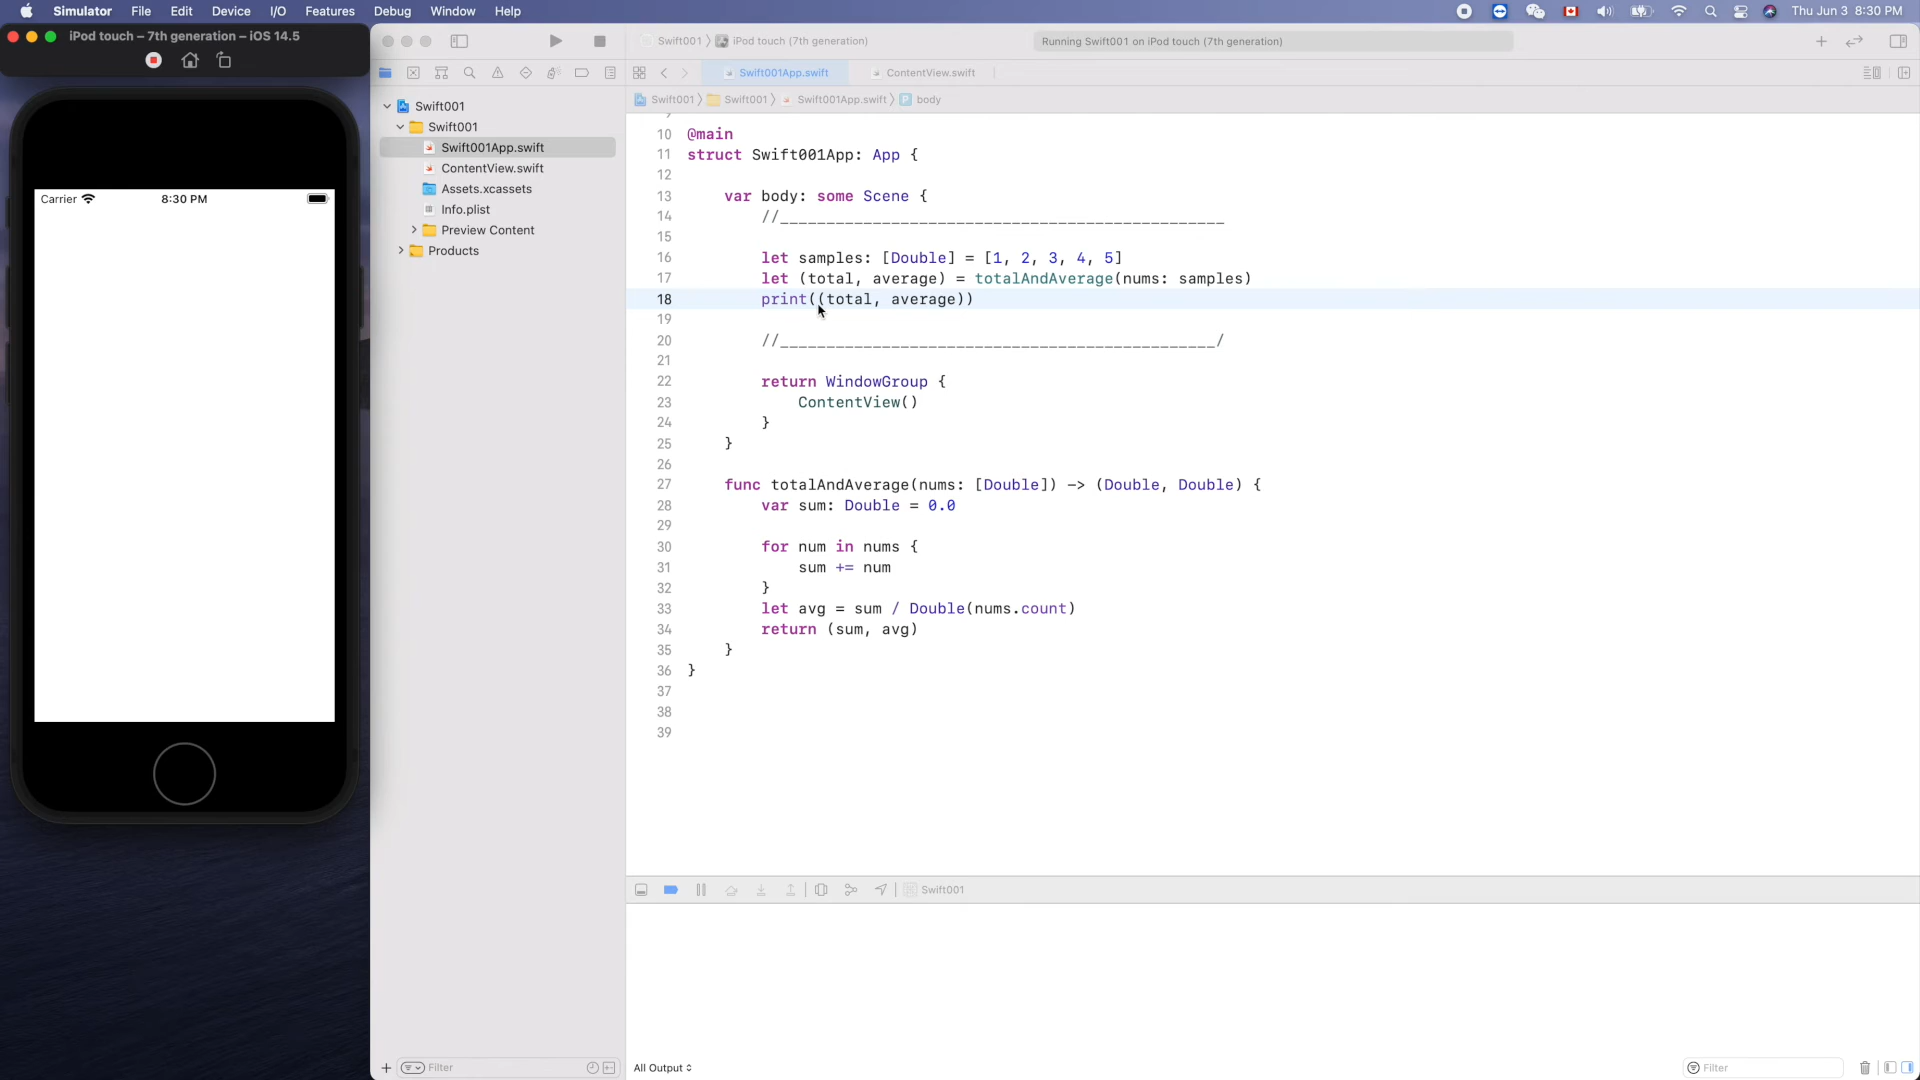 Simulator File Edit Device I/O Features Debug Window Help Thu Jun 3 8:30 PM
iPod touch – 7th generation – iOS 14.5
Carrier 8:30 PM
Swift001 iPod touch (7th generation) Running Swift001 on iPod touch (7th generation)
Swift001App.swift ContentView.swift
Swift001 Swift001 Swift001App.swift P body
Swift001
Swift001
Swift001App.swift
ContentView.swift
Assets.xcassets
Info.plist
Preview Content
Products
10 @main
11 struct Swift001App: App {
12
13 var body: some Scene {
14 //_______________________________________________
15
16 let samples: [Double] = [1, 2, 3, 4, 5]
17 let (total, average) = totalAndAverage(nums: samples)
18 print((total, average))
19
20 //______________________________________________/
21
22 return WindowGroup {
23 ContentView()
24 }
25 }
26
27 func totalAndAverage(nums: [Double]) -> (Double, Double) {
28 var sum: Double = 0.0
29
30 for num in nums {
31 sum += num
32 }
33 let avg = sum / Double(nums.count)
34 return (sum, avg)
35 }
36 }
37
38
39
Swift001
Filter All Output Filter